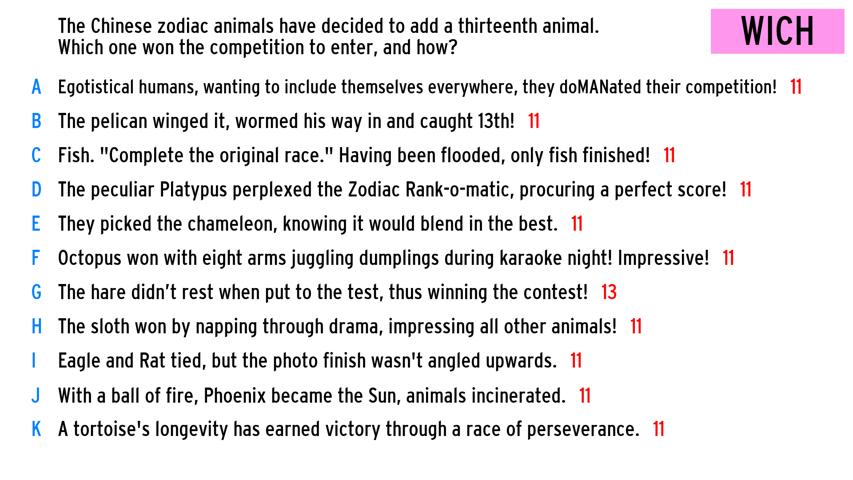 The Chinese zodiac animals have decided to add a thirteenth animal.
Which one won the competition to enter, and how?
WICH
A Egotistical humans, wanting to include themselves everywhere, they doMANated their competition! 11
B The pelican winged it, wormed his way in and caught 13th! 11
C Fish. "Complete the original race." Having been flooded, only fish finished! 11
D The peculiar Platypus perplexed the Zodiac Rank-o-matic, procuring a perfect score! 11
E They picked the chameleon, knowing it would blend in the best. 11
F Octopus won with eight arms juggling dumplings during karaoke night! Impressive! 11
G The hare didn’t rest when put to the test, thus winning the contest! 13
H The sloth won by napping through drama, impressing all other animals! 11
I Eagle and Rat tied, but the photo finish wasn't angled upwards. 11
J With a ball of fire, Phoenix became the Sun, animals incinerated. 11
K A tortoise's longevity has earned victory through a race of perseverance. 11